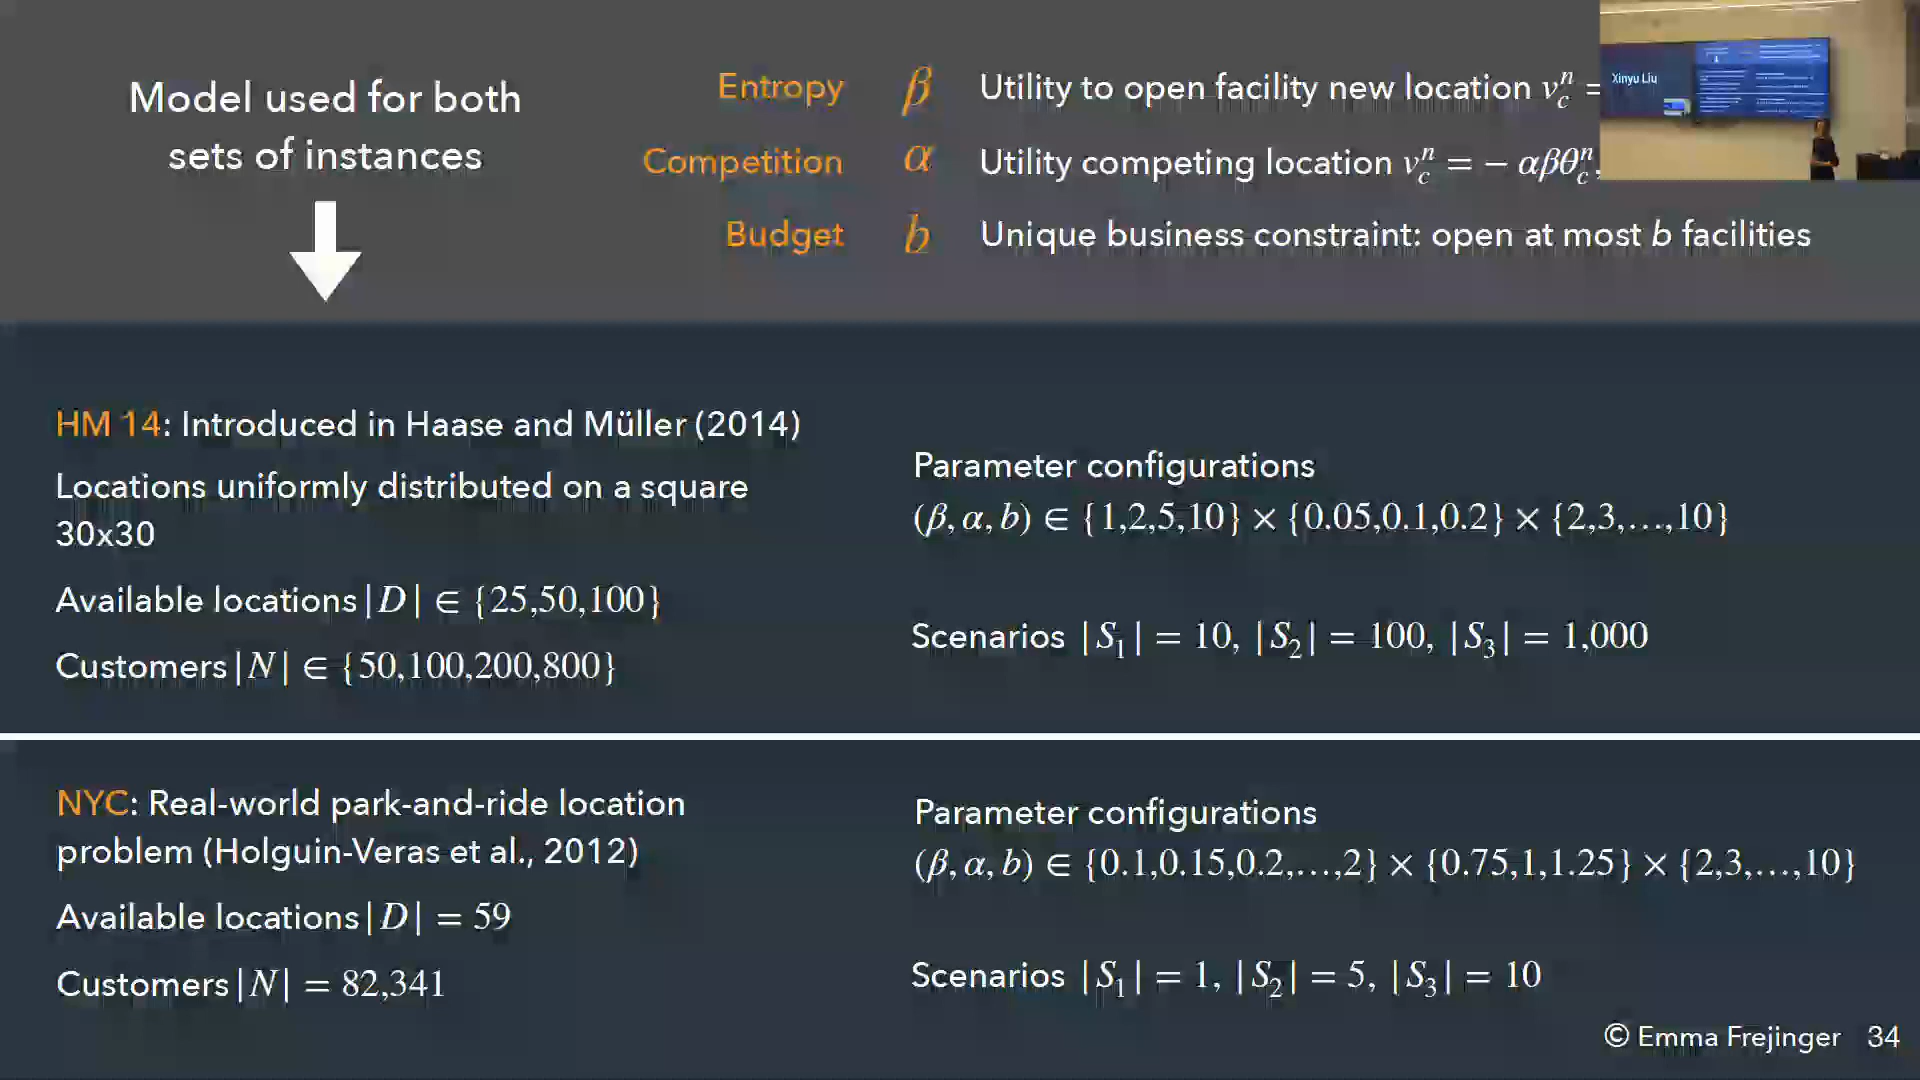 Model used for both
sets of instances
Entropy β Utility to open facility new location v_c^n =
Competition α Utility competing location v_c^n = − αβθ_c^n,
Budget b Unique business constraint: open at most b facilities
Xinyu Liu
HM 14: Introduced in Haase and Müller (2014)
Locations uniformly distributed on a square
30x30
Available locations |D| ∈ {25,50,100}
Customers |N| ∈ {50,100,200,800}
Parameter configurations
(β, α, b) ∈ {1,2,5,10} × {0.05,0.1,0.2} × {2,3,…,10}
Scenarios |S₁| = 10, |S₂| = 100, |S₃| = 1,000
NYC: Real-world park-and-ride location
problem (Holguin-Veras et al., 2012)
Available locations |D| = 59
Customers |N| = 82,341
Parameter configurations
(β, α, b) ∈ {0.1,0.15,0.2,…,2} × {0.75,1,1.25} × {2,3,…,10}
Scenarios |S₁| = 1, |S₂| = 5, |S₃| = 10
© Emma Frejinger 34